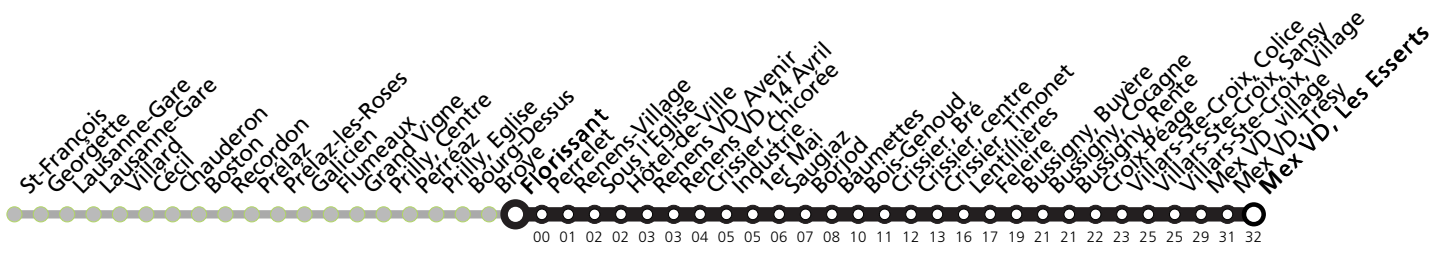 St-François
Georgette
Lausanne-Gare
Lausanne-Gare
Villard
Cecil
Chauderon
Boston
Recordon
Prélaz
Prélaz-les-Roses
Galicien
Flumeaux
Grand Vigne
Prilly, Centre
Perréaz
Prilly, Eglise
Bourg-Dessus
Broye
Florissant
Perrelet
Renens-Village
Sous l'Eglise
Hôtel-de-Ville
Renens VD, Avenir
Renens VD, 14 Avril
Crissier, Chicorée
Industrie
1er. Mai
Sauglaz
Borjod
Baumettes
Bois-Genoud
Crissier, Bré
Crissier, centre
Crissier, Timonet
Lentillières
Feleire
Bussigny, Buyère
Bussigny, Cocagne
Bussigny, Rente
Croix-Péage
Villars-Ste-Croix, Colice
Villars-Ste-Croix, Sansy
Villars-Ste-Croix, Village
Mex VD, village
Mex VD, Trésy
Mex VD, Les Esserts
00 01 02 02 03 03 04 05 05 06 07 08 10 11 12 13 16 17 19 21 21 22 23 25 25 29 31 32